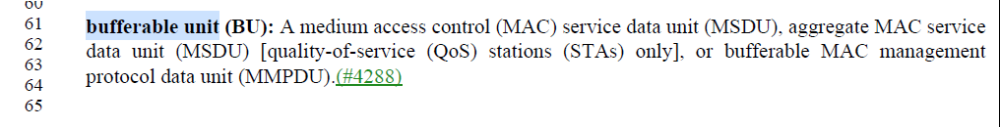 60
61 bufferable unit (BU): A medium access control (MAC) service data unit (MSDU), aggregate MAC service
62 data unit (MSDU) [quality-of-service (QoS) stations (STAs) only], or bufferable MAC management
63 protocol data unit (MMPDU).(#4288)
64
65